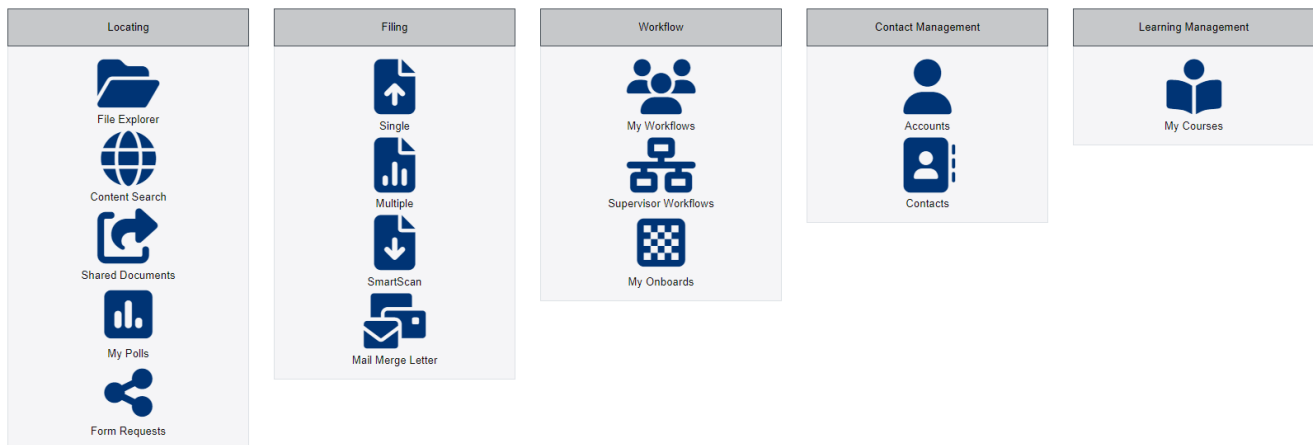 Locating
File Explorer
Content Search
Shared Documents
My Polls
Form Requests
Filing
Single
Multiple
SmartScan
Mail Merge Letter
Workflow
My Workflows
Supervisor Workflows
My Onboards
Contact Management
Accounts
Contacts
Learning Management
My Courses